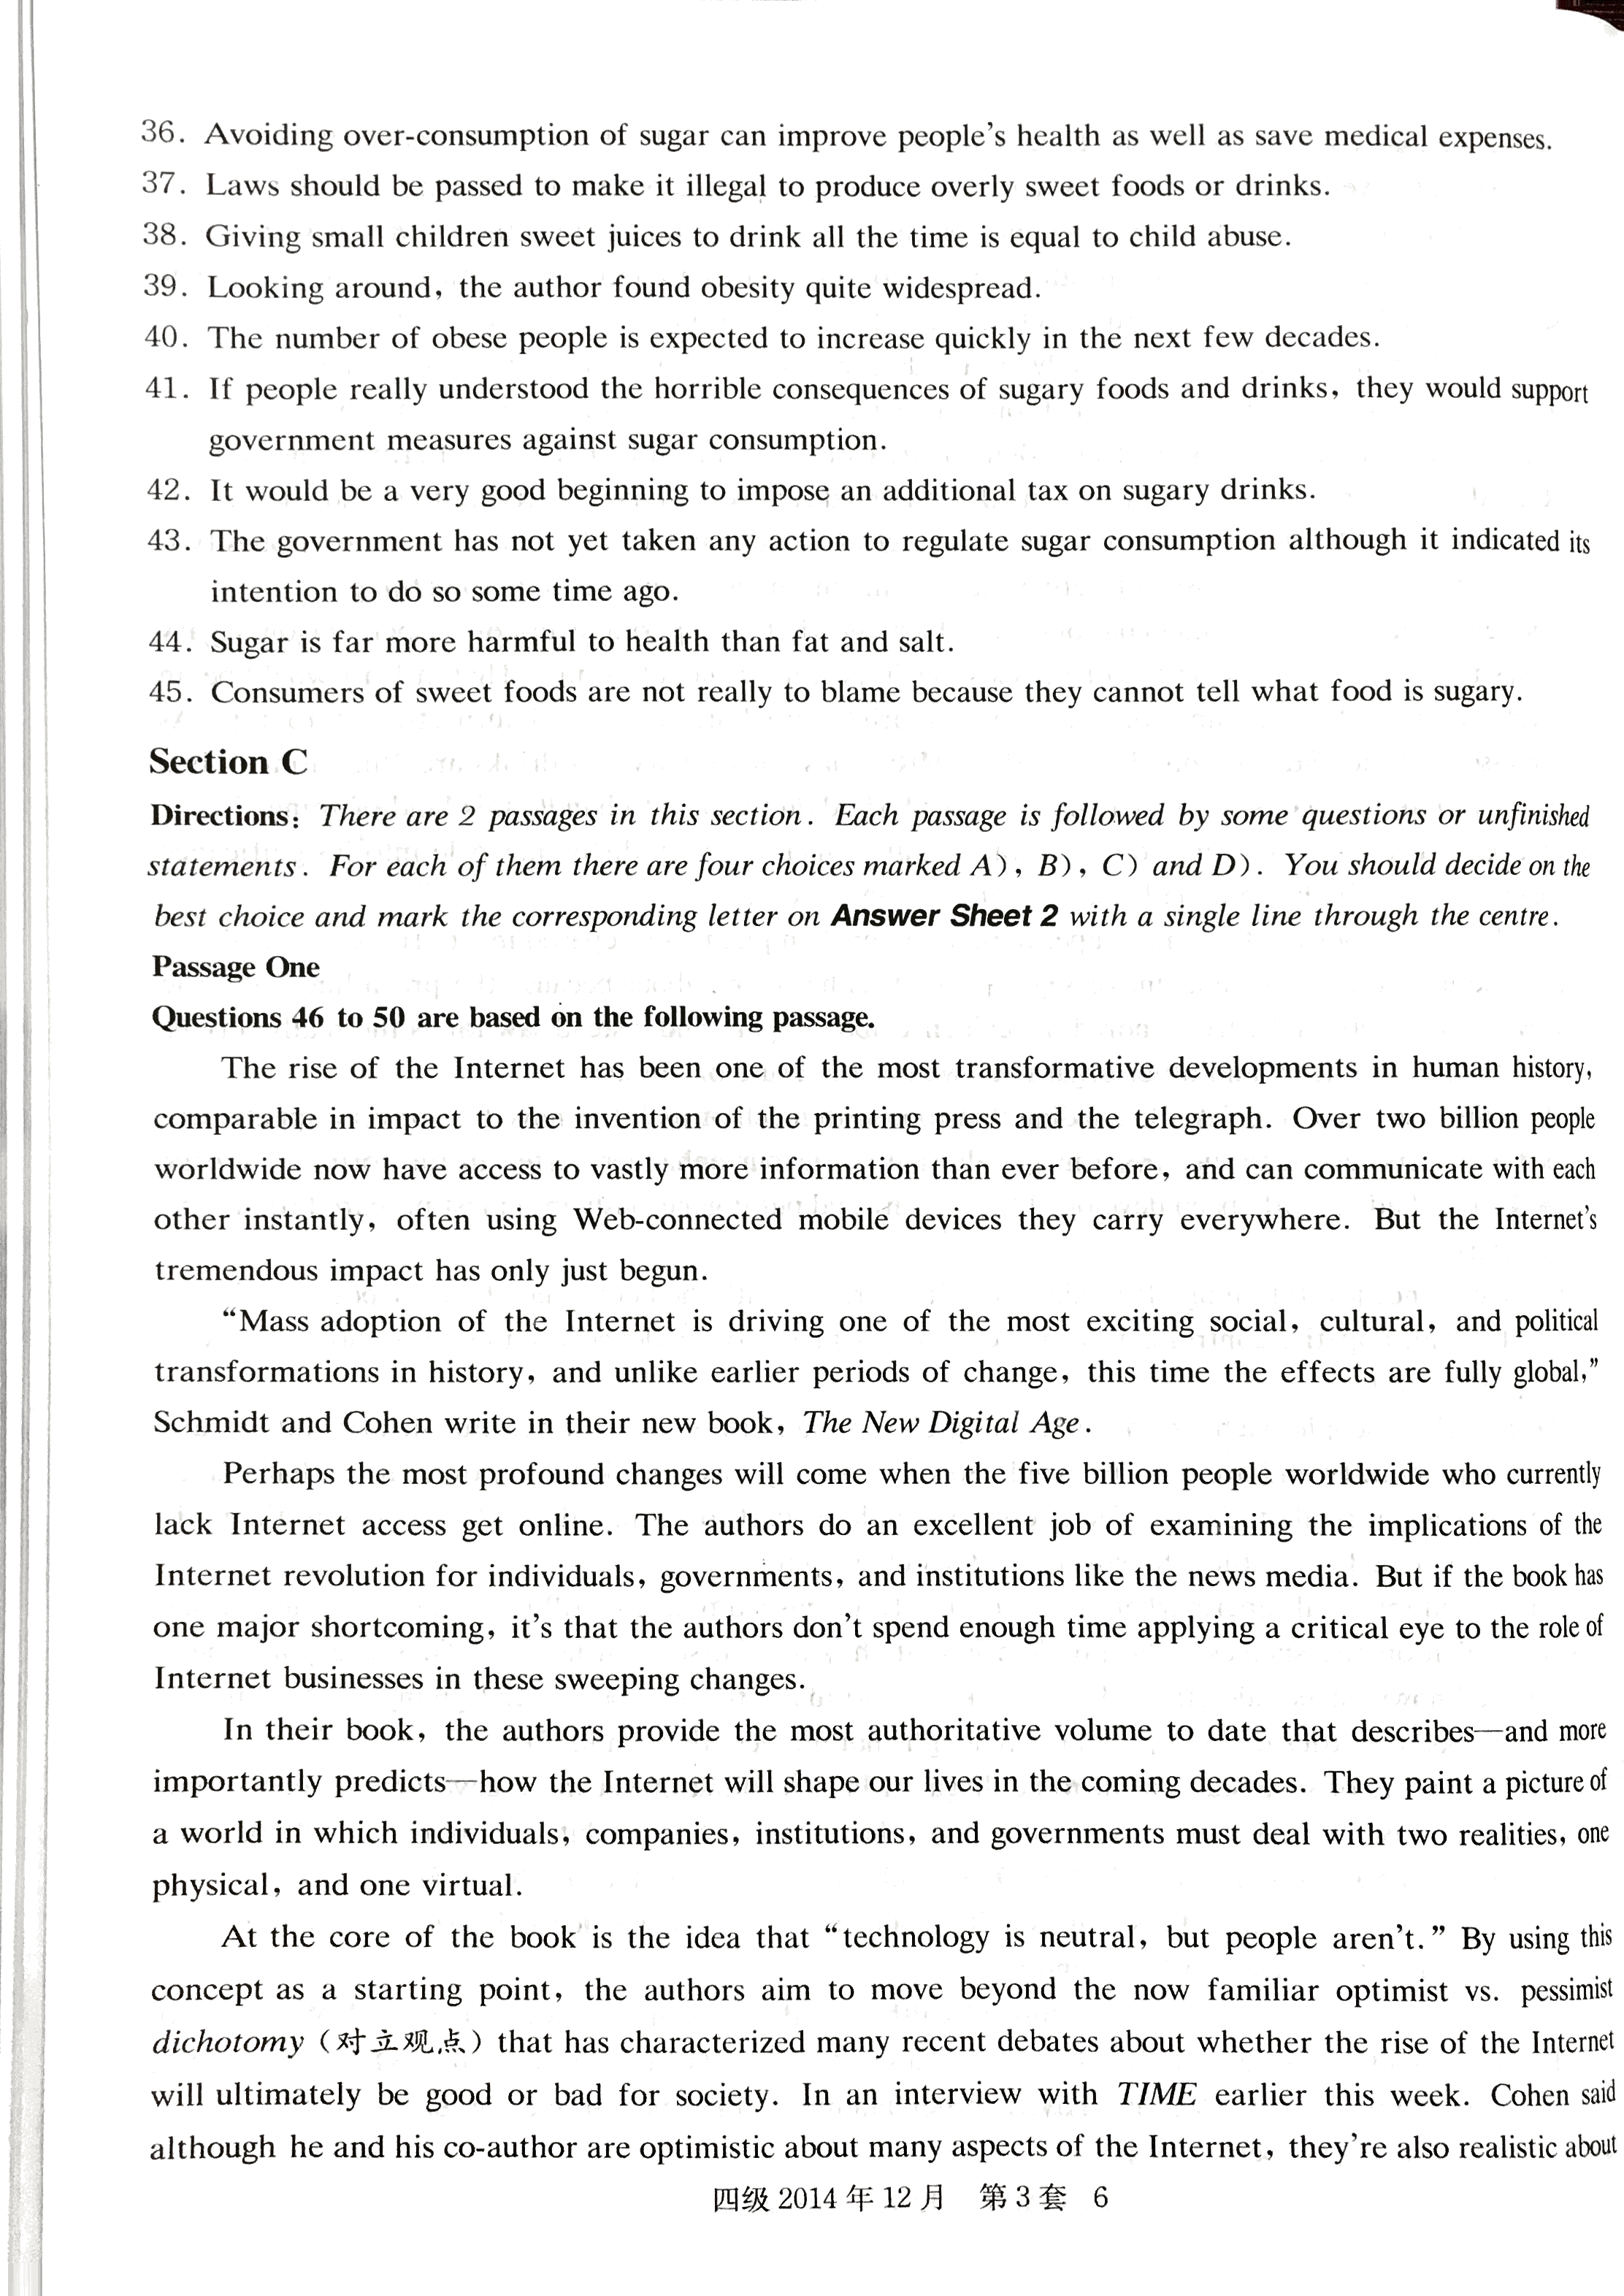 36. Avoiding over-consumption of sugar can improve people's health as well as save medical expenses.
37. Laws should be passed to make it illegal to produce overly sweet foods or drinks.
38. Giving small children sweet juices to drink all the time is equal to child abuse.
39. Looking around, the author found obesity quite widespread.
40. The number of obese people is expected to increase quickly in the next few decades.
41. If people really understood the horrible consequences of sugary foods and drinks, they would support
government measures against sugar consumption.
42. It would be a very good beginning to impose an additional tax on sugary drinks.
43. The government has not yet taken any action to regulate sugar consumption although it indicated its
intention to do so some time ago.
44. Sugar is far more harmful to health than fat and salt.
45. Consumers of sweet foods are not really to blame because they cannot tell what food is sugary.
Section C
Directions: There are 2 passages in this section. Each passage is followed by some questions or unfinished
statements. For each of them there are four choices marked A), B), C) and D). You should decide on the
best choice and mark the corresponding letter on Answer Sheet 2 with a single line through the centre.
Passage One
Questions 46 to 50 are based on the following passage.
The rise of the Internet has been one of the most transformative developments in human history,
comparable in impact to the invention of the printing press and the telegraph. Over two billion people
worldwide now have access to vastly more information than ever before, and can communicate with each
other instantly, often using Web-connected mobile devices they carry everywhere. But the Internet's
tremendous impact has only just begun.
“Mass adoption of the Internet is driving one of the most exciting social, cultural, and political
transformations in history, and unlike earlier periods of change, this time the effects are fully global,”
Schmidt and Cohen write in their new book, The New Digital Age.
Perhaps the most profound changes will come when the five billion people worldwide who currently
lack Internet access get online. The authors do an excellent job of examining the implications of the
Internet revolution for individuals, governments, and institutions like the news media. But if the book has
one major shortcoming, it's that the authors don't spend enough time applying a critical eye to the role of
Internet businesses in these sweeping changes.
In their book, the authors provide the most authoritative volume to date that describes—and more
importantly predicts—how the Internet will shape our lives in the coming decades. They paint a picture of
a world in which individuals, companies, institutions, and governments must deal with two realities, one
physical, and one virtual.
At the core of the book is the idea that “technology is neutral, but people aren't.” By using this
concept as a starting point, the authors aim to move beyond the now familiar optimist vs. pessimist
dichotomy (对立观点) that has characterized many recent debates about whether the rise of the Internet
will ultimately be good or bad for society. In an interview with TIME earlier this week. Cohen said
although he and his co-author are optimistic about many aspects of the Internet, they're also realistic about
四级 2014 年 12 月 第 3 套 6